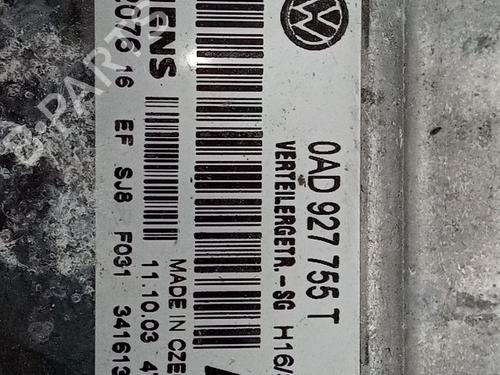 0AD 927 755 T
VERTEILERGETR.-SG H16/
MADE IN CZE
11.10.03
076 16 EF SJ8 F031 341613
B-PARTS